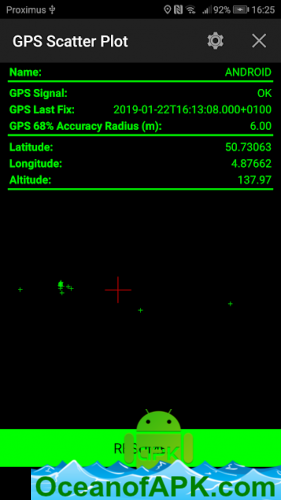 Proximus 92% 16:25
GPS Scatter Plot
Name: ANDROID
GPS Signal: OK
GPS Last Fix: 2019-01-22T16:13:08.000+0100
GPS 68% Accuracy Radius (m): 6.00
Latitude: 50.73063
Longitude: 4.87662
Altitude: 137.97
OceanofAPK.com